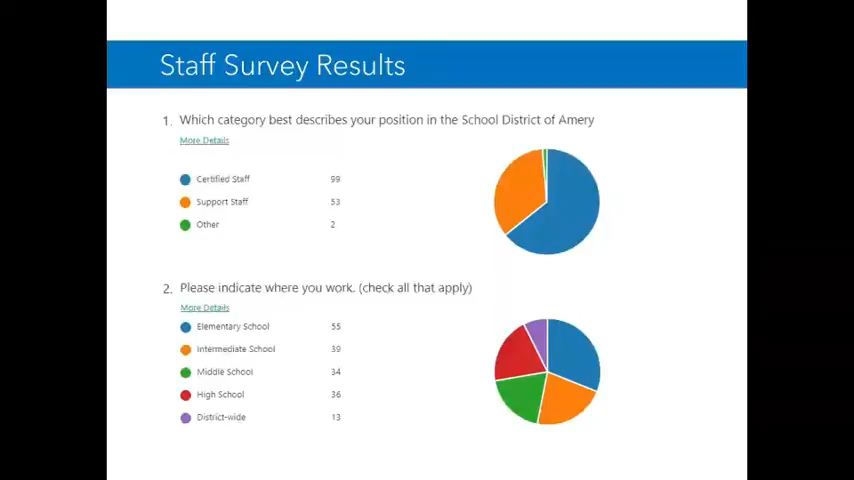 Staff Survey Results
1. Which category best describes your position in the School District of Amery
More Details
Certified Staff 99
Support Staff 53
Other 2
2. Please indicate where you work. (check all that apply)
More Details
Elementary School 55
Intermediate School 39
Middle School 34
High School 36
District-wide 13